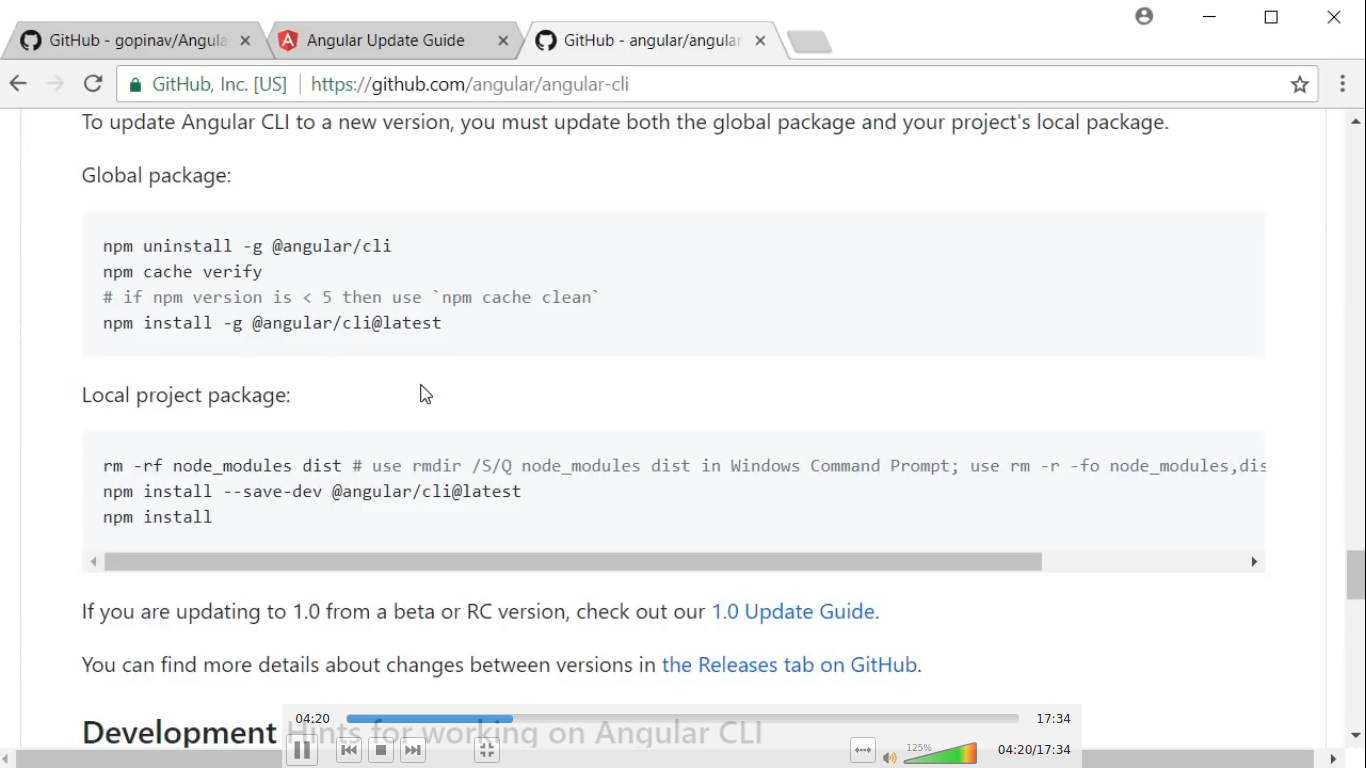 GitHub - gopinav/Angula
Angular Update Guide
GitHub - angular/angular
GitHub, Inc. [US]
https://github.com/angular/angular-cli
To update Angular CLI to a new version, you must update both the global package and your project's local package.
Global package:
npm uninstall -g @angular/cli
npm cache verify
# if npm version is < 5 then use `npm cache clean`
npm install -g @angular/cli@latest
Local project package:
rm -rf node_modules dist # use rmdir /S/Q node_modules dist in Windows Command Prompt; use rm -r -fo node_modules,dis
npm install --save-dev @angular/cli@latest
npm install
If you are updating to 1.0 from a beta or RC version, check out our 1.0 Update Guide.
You can find more details about changes between versions in the Releases tab on GitHub.
Development Hints for working on Angular CLI
04:20
17:34
125%
04:20/17:34